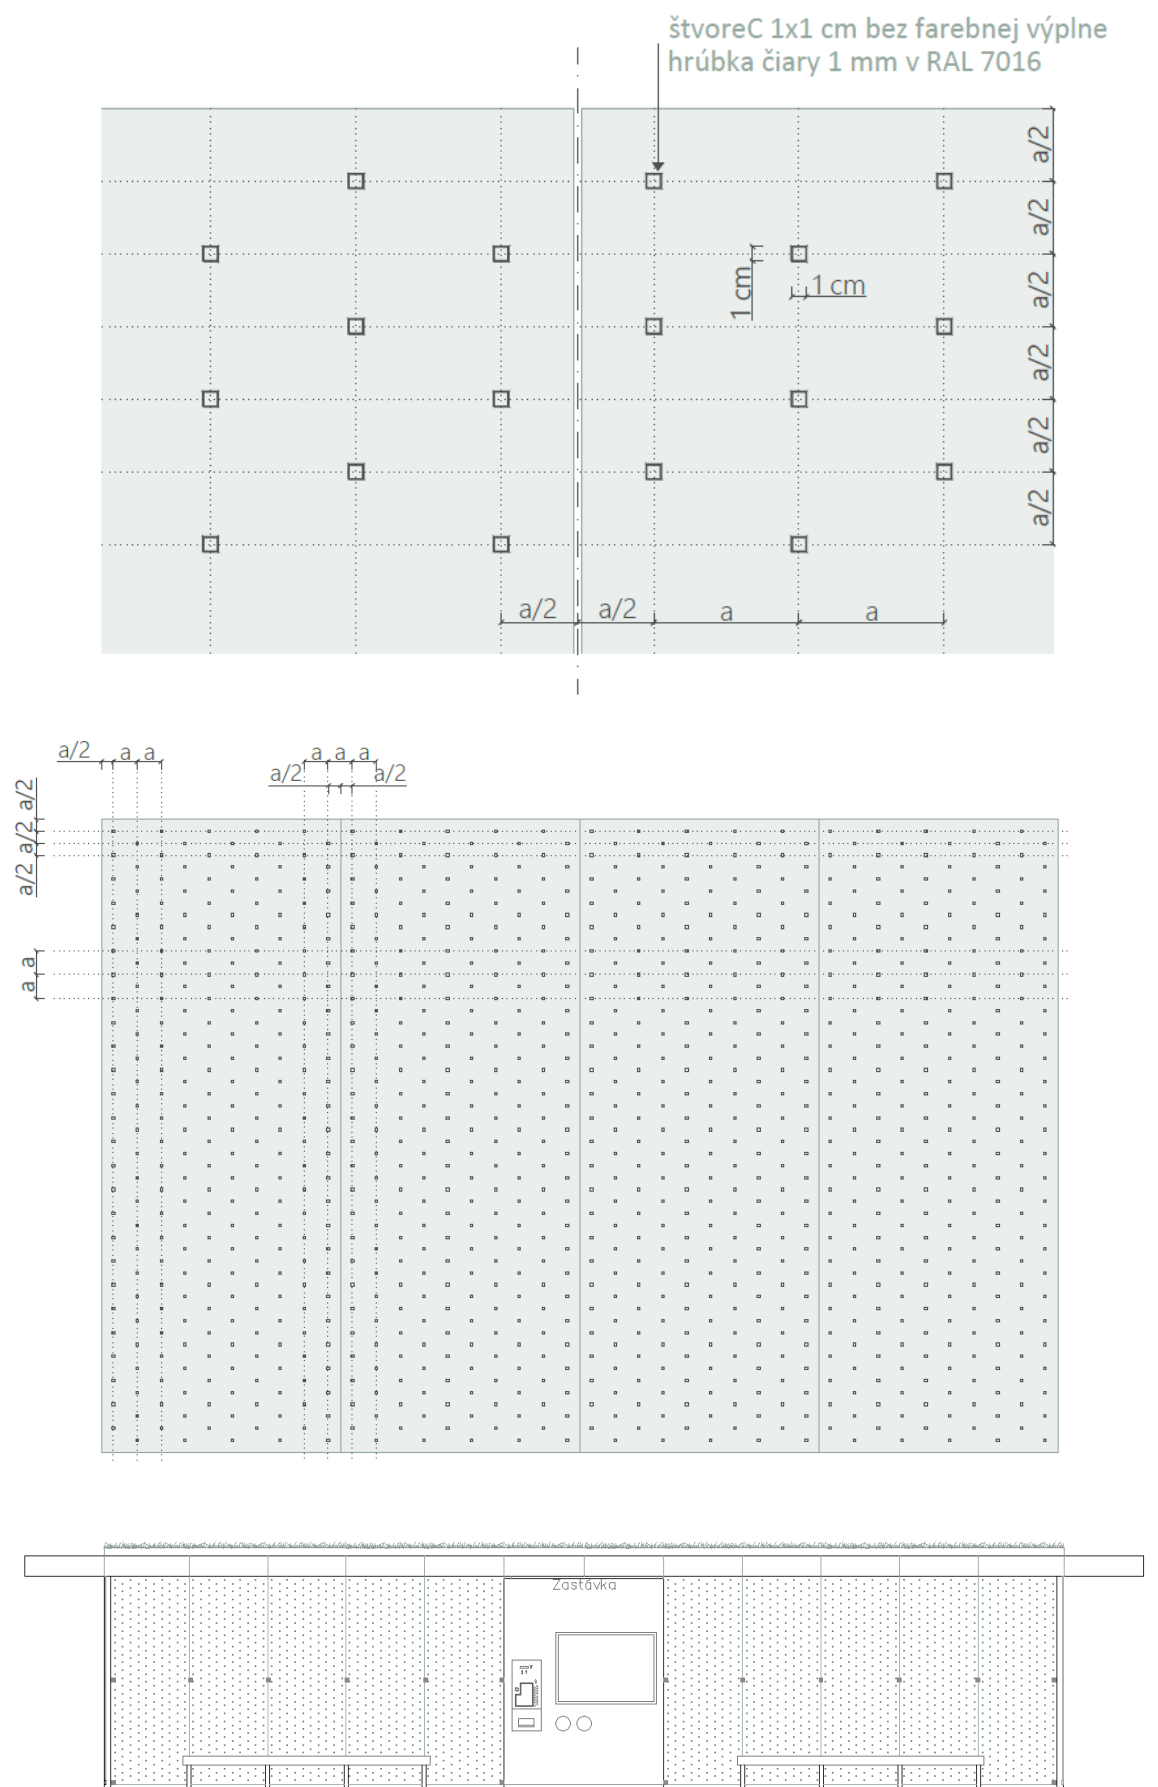 štvoreC 1x1 cm bez farebnej výplne
hrúbka čiary 1 mm v RAL 7016
a/2
a/2
a/2
a/2
a/2
a/2
1 cm
1 cm
a/2
a/2
a
a
a/2
a
a
a
a
a
a/2
a/2
a/2
a/2
a/2
a
a
Zastávka